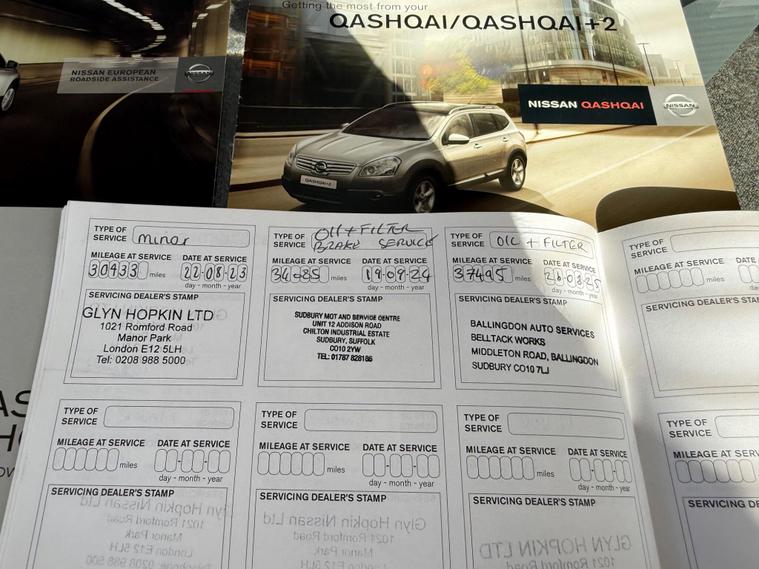 Getting the most from your
QASHQAI/QASHQAI+2
NISSAN EUROPEAN
ROADSIDE ASSISTANCE
NISSAN
NISSAN QASHQAI
NISSAN
QASHQAI+2
TYPE OF
SERVICE
minor
MILEAGE AT SERVICE
DATE AT SERVICE
30933 miles
22-08-23
day - month - year
SERVICING DEALER'S STAMP
GLYN HOPKIN LTD
1021 Romford Road
Manor Park
London E12 5LH
Tel: 0208 988 5000
TYPE OF
SERVICE
OIL + FILTER
BRAKE SERVICE
MILEAGE AT SERVICE
DATE AT SERVICE
miles
19-09-24
day - month - year
SERVICING DEALER'S STAMP
SUDBURY MOT AND SERVICE CENTRE
UNIT 12 ADDISON ROAD
CHILTON INDUSTRIAL ESTATE
SUDBURY, SUFFOLK
CO10 2YW
TEL: 01787 828186
TYPE OF
SERVICE
OIL + FILTER
MILEAGE AT SERVICE
DATE AT SERVICE
37495 miles
day - month - year
SERVICING DEALER'S STAMP
BALLINGDON AUTO SERVICES
BELLTACK WORKS
MIDDLETON ROAD, BALLINGDON
SUDBURY CO10 7LJ
TYPE OF
SERVICE
MILEAGE AT SERVICE
miles
SERVICING DEALER'S STAMP
TYPE OF
SERVICE
MILEAGE AT SERVICE
DATE AT SERVICE
miles
day - month - year
SERVICING DEALER'S STAMP
TYPE OF
SERVICE
MILEAGE AT SERVICE
DATE AT SERVICE
miles
day - month - year
SERVICING DEALER'S STAMP
TYPE OF
SERVICE
MILEAGE AT SERVICE
DATE AT SERVICE
miles
day - month - year
SERVICING DEALER'S STAMP
TYPE OF
SERVICE
MILEAGE AT SERVICE
miles
SERVICING DEALER'S